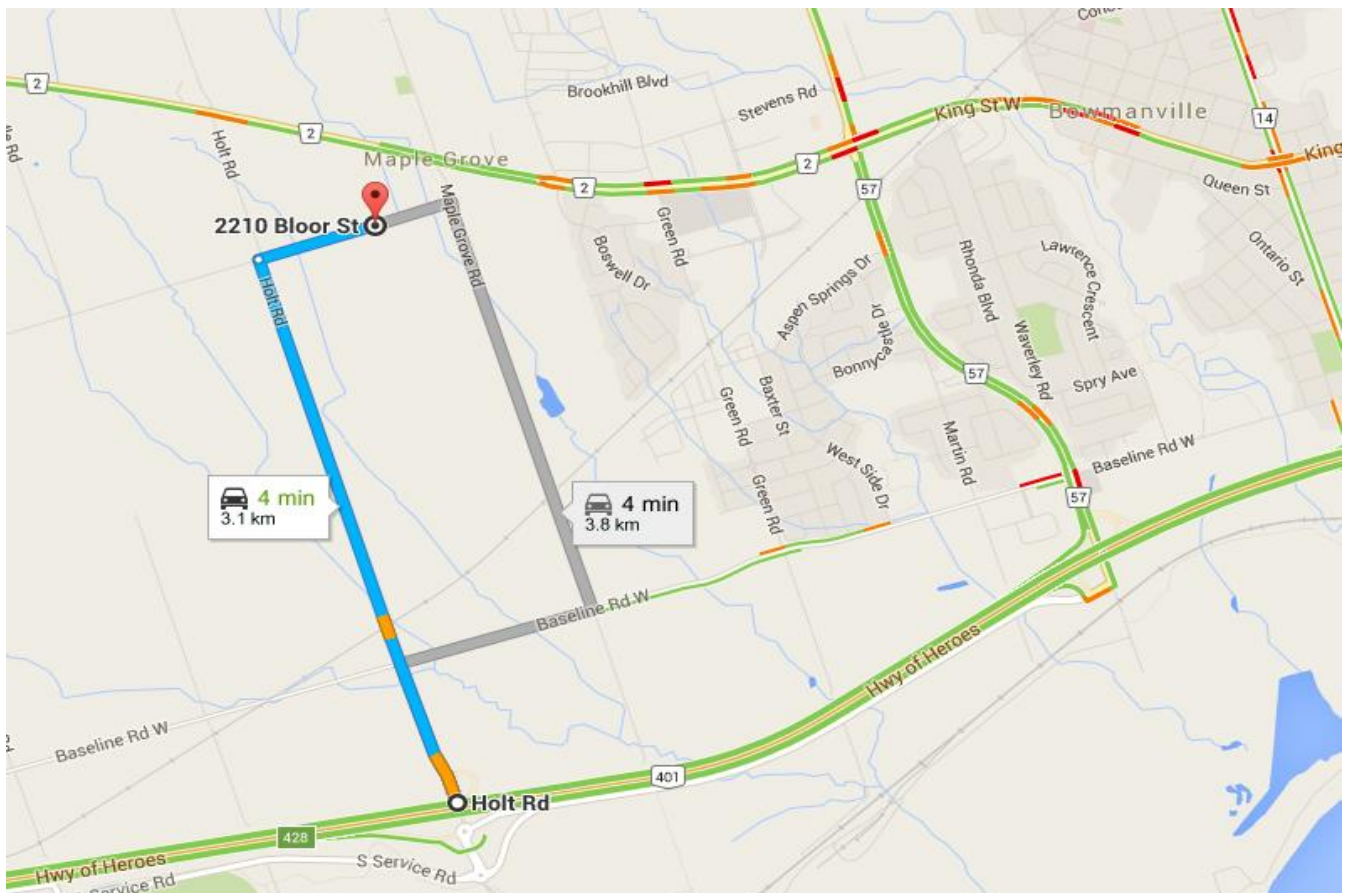 2
Brookhill Blvd
Stevens Rd
King St W
Bowmanville
14
Holt Rd
2
Maple Grove
2
2
57
King
Queen St
2210 Bloor St
Maple Grove Rd
Green Rd
Boswell Dr
Aspen Springs Dr
Rhonda Blvd
Lawrence Crescent
Ontario St
Holt Rd
Waverley Rd
57
Spry Ave
Green Rd
Baxter St
Martin Rd
West Side Dr
Baseline Rd W
57
4 min
3.1 km
4 min
3.8 km
Green Rd
Baseline Rd W
Hwy of Heroes
Baseline Rd W
401
Holt Rd
428
Hwy of Heroes
S Service Rd
Service Rd